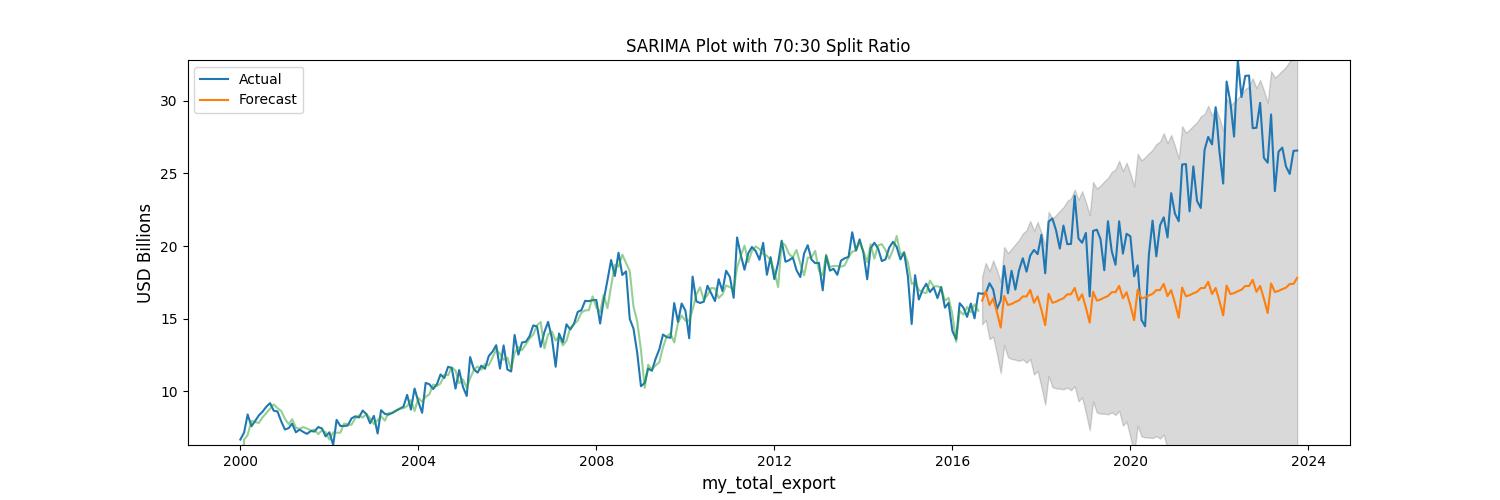 SARIMA Plot with 70:30 Split Ratio
Actual
Forecast
USD Billions
30
25
20
15
10
2000 2004 2008 2012 2016 2020 2024
my_total_export